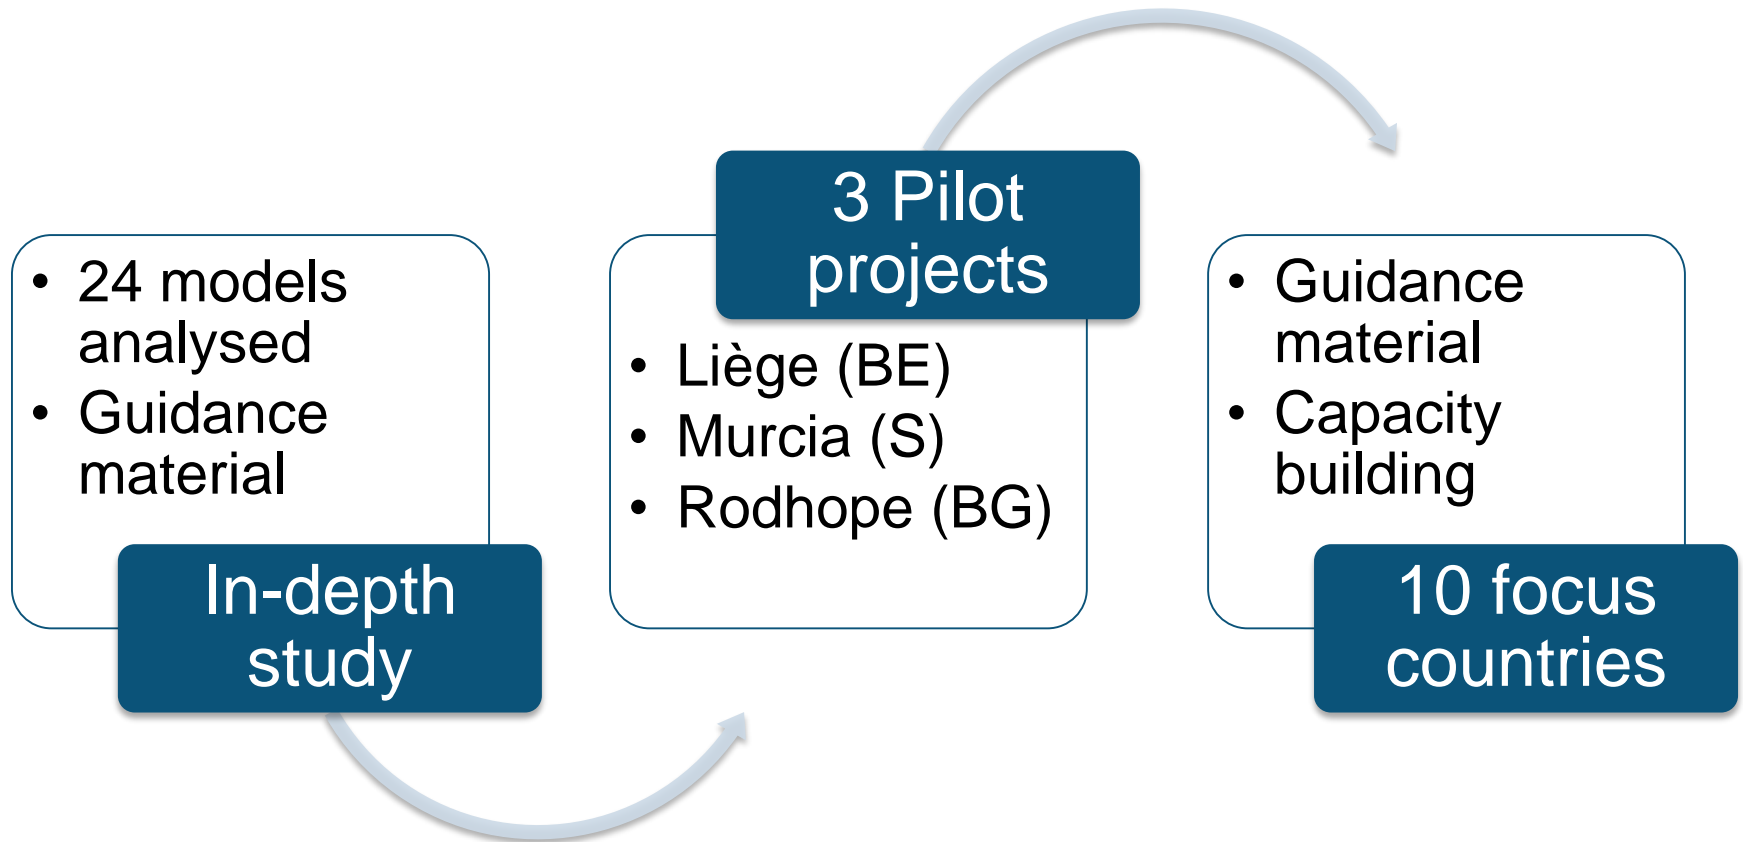 • 24 models
analysed
• Guidance
material
In-depth
study
3 Pilot
projects
• Liège (BE)
• Murcia (S)
• Rodhope (BG)
• Guidance
material
• Capacity
building
10 focus
countries